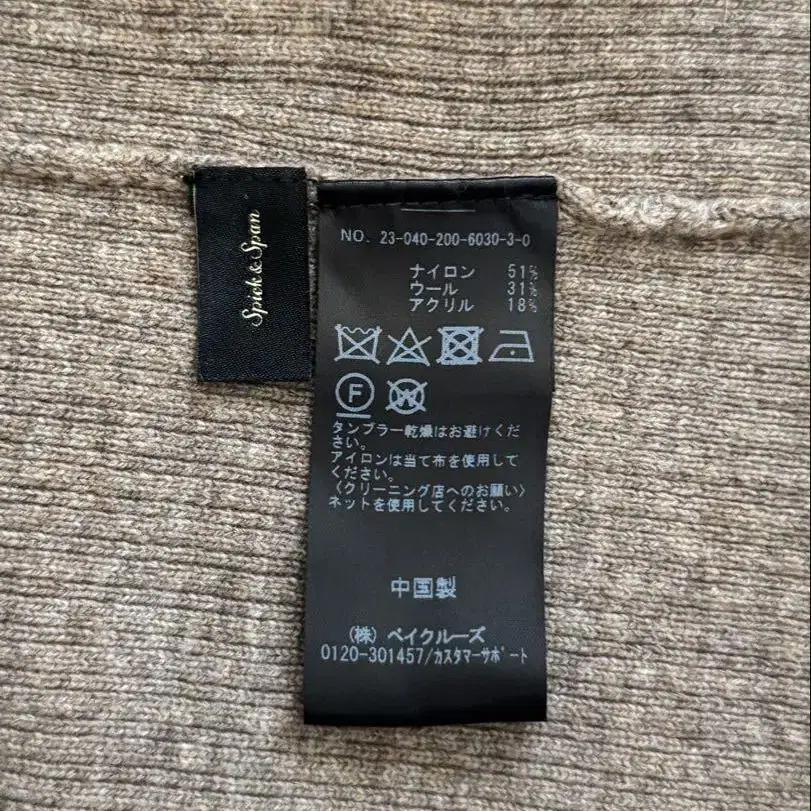 Spick & Span
NO. 23-040-200-6030-3-0
ナイロン 51%
ウール 31%
アクリル 18%
F W
タンブラー乾燥はお避けくだ
さい。
アイロンは当て布を使用して
ください。
〈クリーニング店へのお願い〉
ネットを使用してください。
中国製
(株) ベイクルーズ
0120-301457/カスタマーサポート